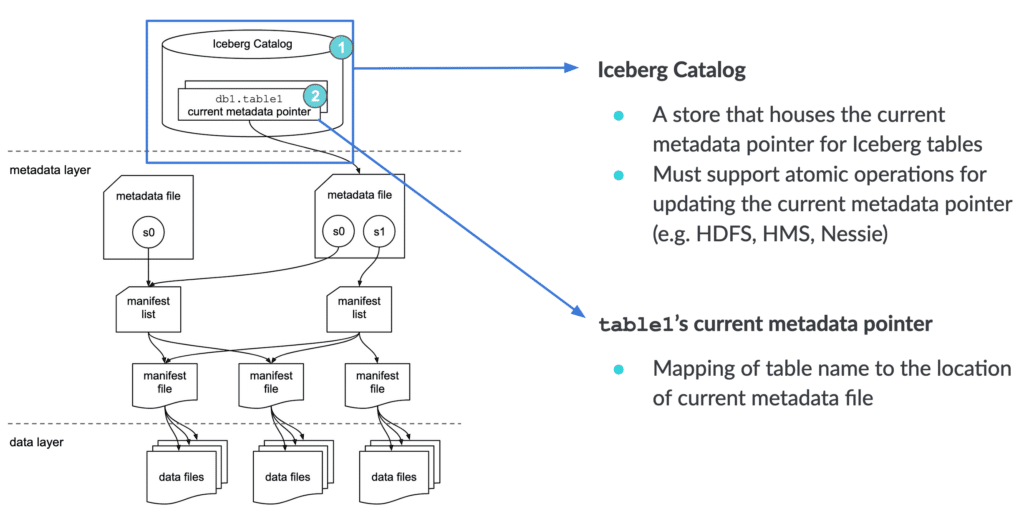 Iceberg Catalog
1
db1.table1
2
current metadata pointer
metadata layer
metadata file
s0
metadata file
s0
s1
manifest
list
manifest
list
manifest
file
manifest
file
manifest
file
data layer
data files
data files
data files
Iceberg Catalog
A store that houses the current
metadata pointer for Iceberg tables
Must support atomic operations for
updating the current metadata pointer
(e.g. HDFS, HMS, Nessie)
table1’s current metadata pointer
Mapping of table name to the location
of current metadata file